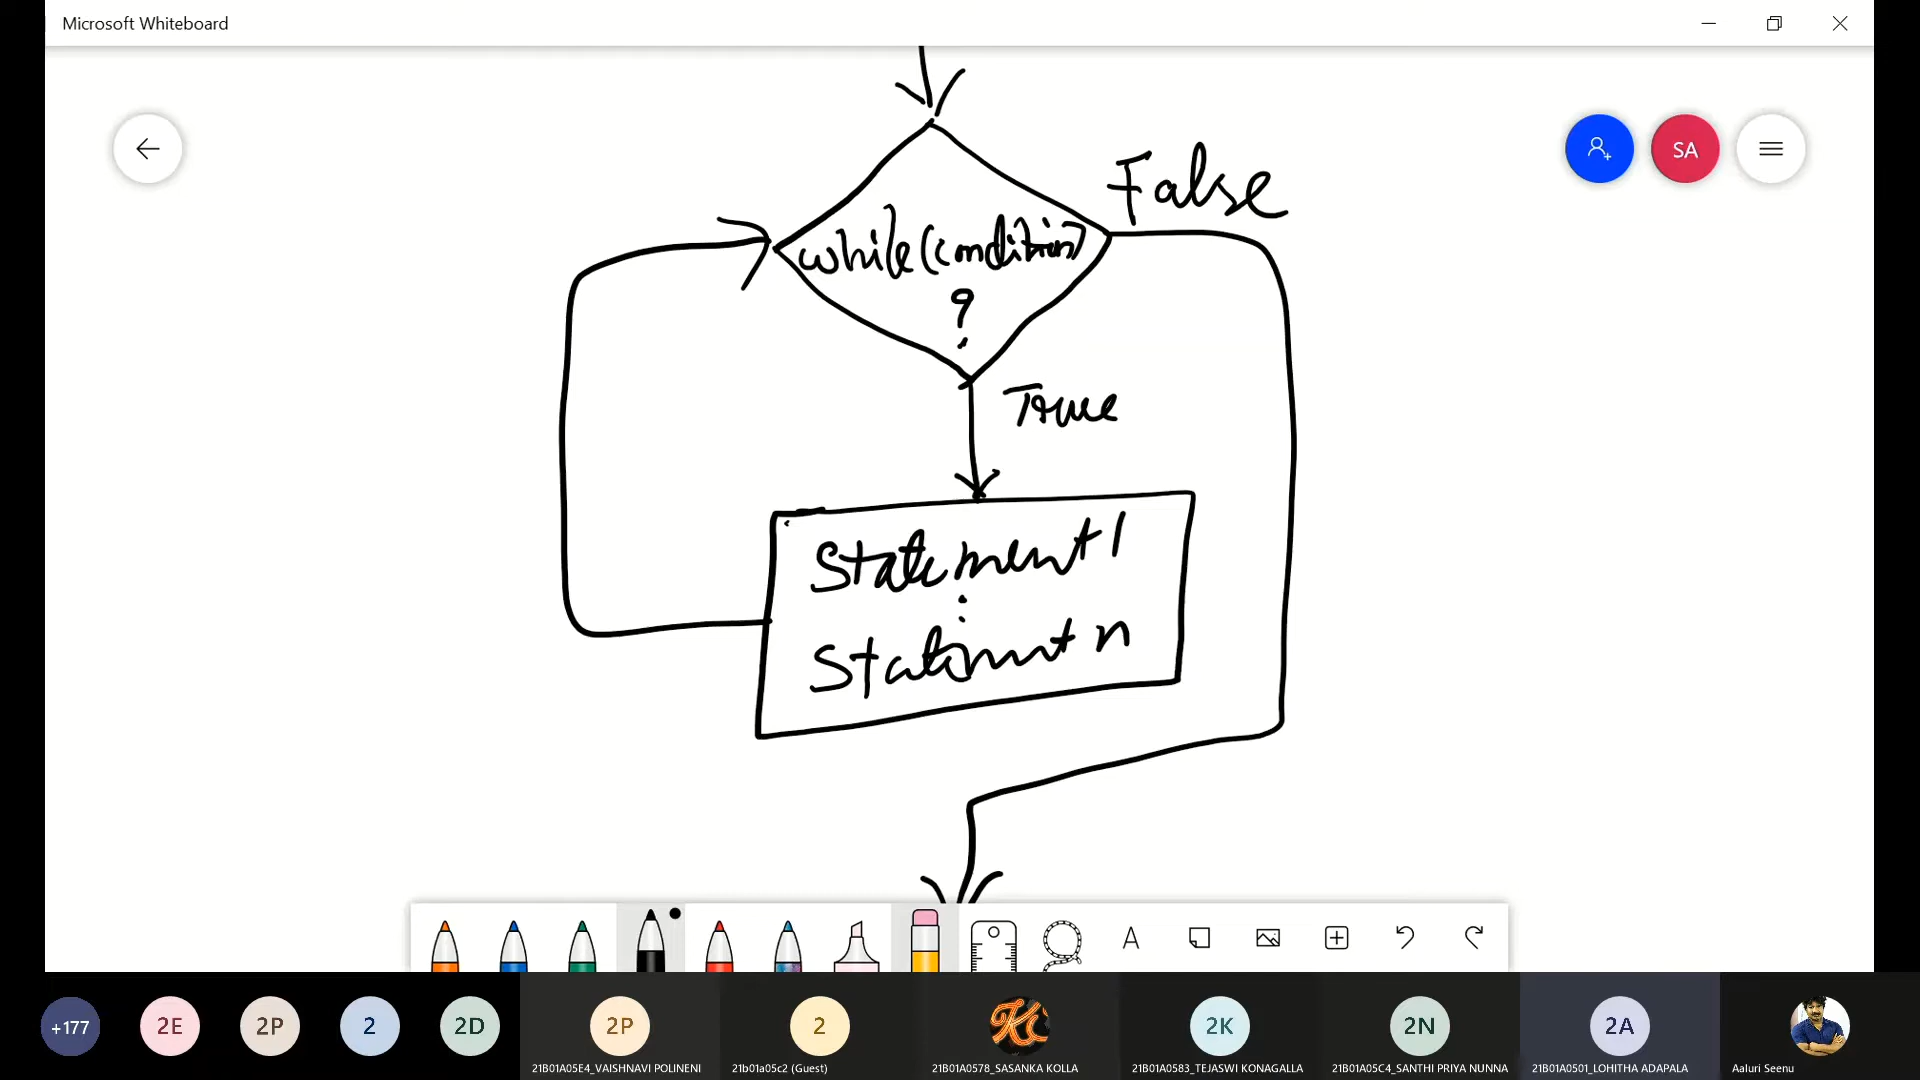 Microsoft Whiteboard
SA
False
while(condition)
?
True
Statement 1
:
Statement n
A
+177
2E
2P
2
2D
2P
2
2K
2N
2A
21B01A05E4_VAISHNAVI POLINENI
21b01a05c2 (Guest)
21B01A0578_SASANKA KOLLA
21B01A0583_TEJASWI KONAGALLA
21B01A05C4_SANTHI PRIYA NUNNA
21B01A0501_LOHITHA ADAPALA
Aaluri Seenu